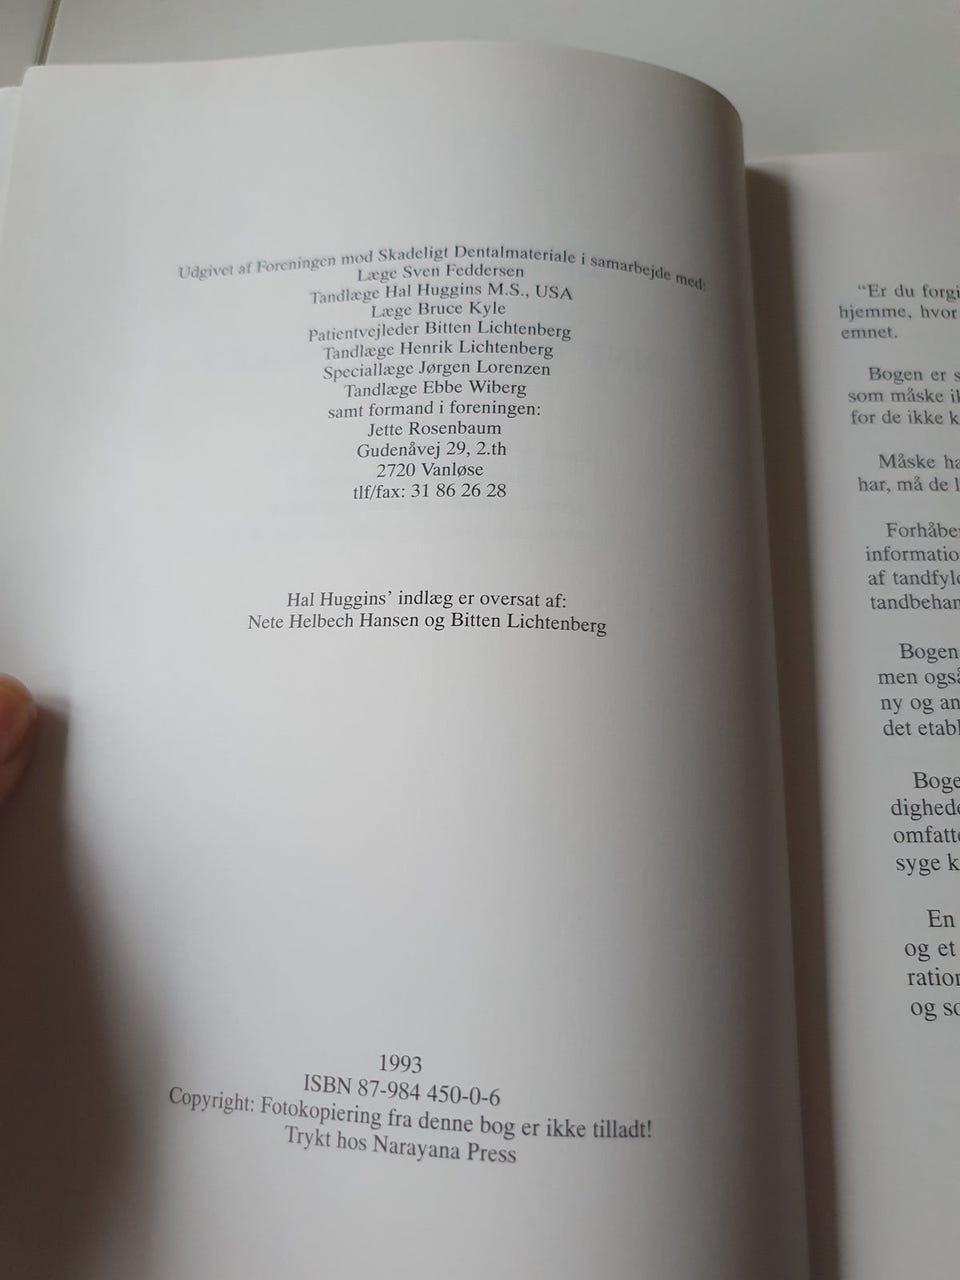 Udgivet af Foreningen mod Skadeligt Dentalmateriale i samarbejde med:
Læge Sven Feddersen
Tandlæge Hal Huggins M.S., USA
Læge Bruce Kyle
Patientvejleder Bitten Lichtenberg
Tandlæge Henrik Lichtenberg
Speciallæge Jørgen Lorenzen
Tandlæge Ebbe Wiberg
samt formand i foreningen:
Jette Rosenbaum
Gudenåvej 29, 2.th
2720 Vanløse
tlf/fax: 31 86 26 28
Hal Huggins’ indlæg er oversat af:
Nete Helbech Hansen og Bitten Lichtenberg
1993
ISBN 87-984 450-0-6
Copyright: Fotokopiering fra denne bog er ikke tilladt!
Trykt hos Narayana Press
“Er du forgi
hjemme, hvor
emnet.
Bogen er s
som måske ik
for de ikke k
Måske ha
har, må de l
Forhåbe
informatio
af tandfyld
tandbehan
Bogen
men også
ny og an
det etabl
Boge
dighede
omfatte
syge k
En
og et
ration
og so